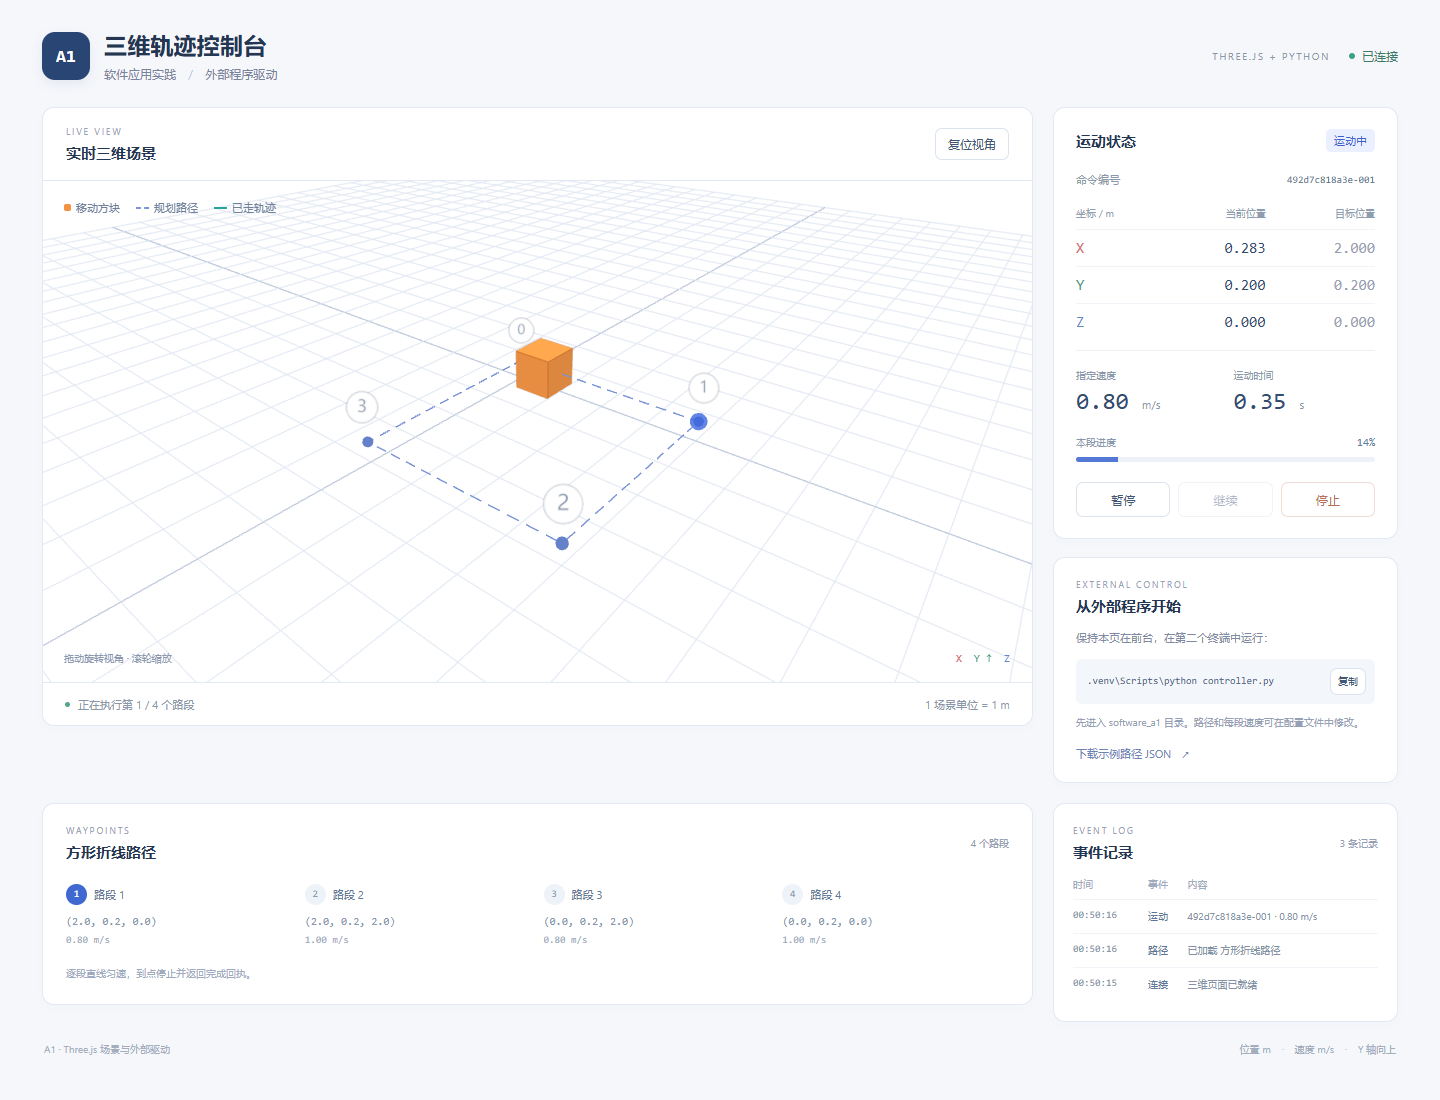 A1
三维轨迹控制台
软件应用实践 / 外部程序驱动
THREE.JS + PYTHON
已连接
LIVE VIEW
实时三维场景
复位视角
移动方块
规划路径
已走轨迹
0
1
3
2
拖动旋转视角 · 滚轮缩放
X Y ↑ Z
正在执行第 1 / 4 个路段
1 场景单位 = 1 m
运动状态
运动中
命令编号
492d7c818a3e-001
坐标 / m 当前位置 目标位置
X 0.283 2.000
Y 0.200 0.200
Z 0.000 0.000
指定速度 运动时间
0.80 m/s 0.35 s
本段进度 14%
暂停 继续 停止
EXTERNAL CONTROL
从外部程序开始
保持本页在前台，在第二个终端中运行：
.venv\Scripts\python controller.py
复制
先进入 software_a1 目录。路径和每段速度可在配置文件中修改。
下载示例路径 JSON ↗
WAYPOINTS
方形折线路径
4 个路段
1 路段 1
(2.0, 0.2, 0.0)
0.80 m/s
2 路段 2
(2.0, 0.2, 2.0)
1.00 m/s
3 路段 3
(0.0, 0.2, 2.0)
0.80 m/s
4 路段 4
(0.0, 0.2, 0.0)
1.00 m/s
逐段直线匀速，到点停止并返回完成回执。
EVENT LOG
事件记录
3 条记录
时间 事件 内容
00:50:16 运动 492d7c818a3e-001 · 0.80 m/s
00:50:16 路径 已加载 方形折线路径
00:50:15 连接 三维页面已就绪
A1 · Three.js 场景与外部驱动
位置 m · 速度 m/s · Y 轴向上